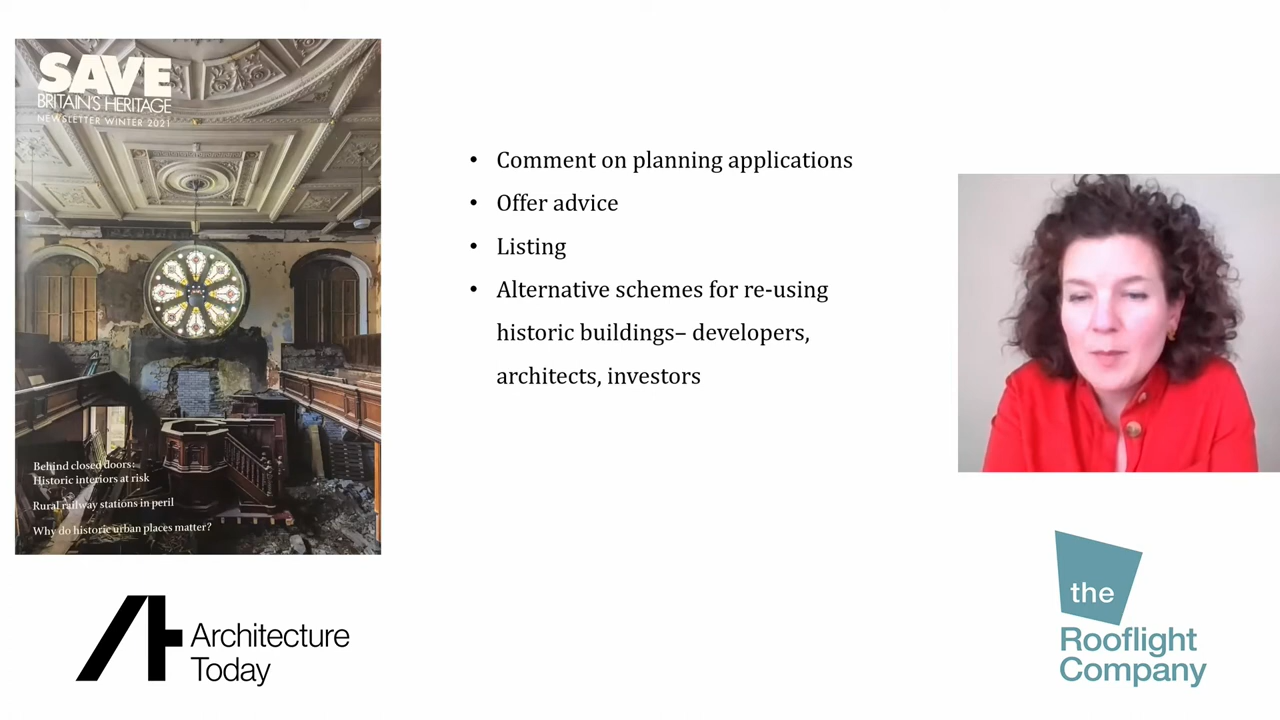 SAVE
BRITAIN'S HERITAGE
NEWSLETTER WINTER 2021
Behind closed doors:
Historic interiors at risk
Rural railway stations in peril
Why do historic urban places matter?
• Comment on planning applications
• Offer advice
• Listing
• Alternative schemes for re-using
historic buildings– developers,
architects, investors
Architecture
Today
the
Rooflight
Company